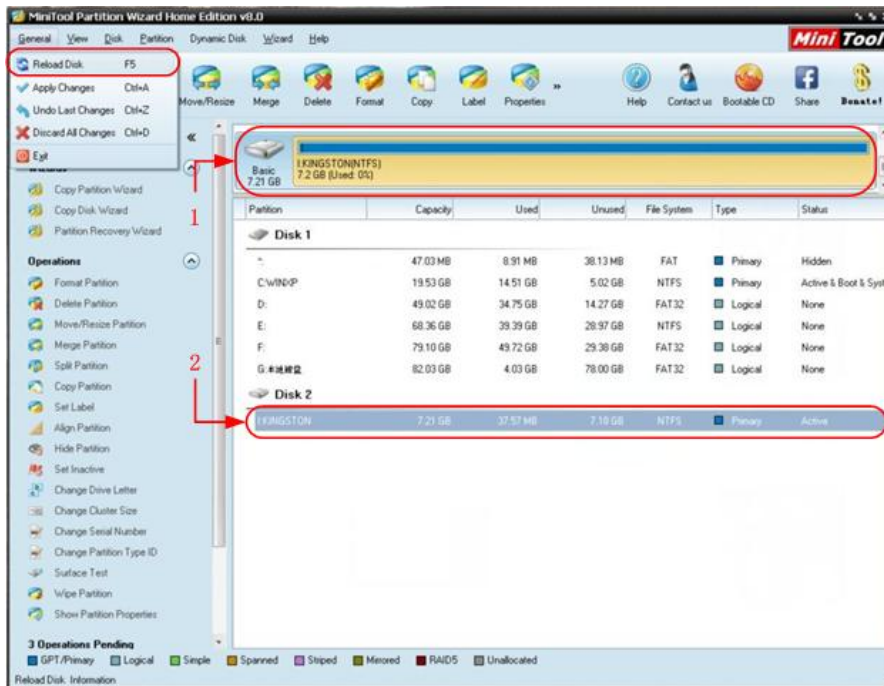 MiniTool Partition Wizard Home Edition v8.0
General View Disk Partition Dynamic Disk Wizard Help
Mini Tool
Reload Disk F5
Apply Changes Ctrl+A
Undo Last Changes Ctrl+Z
Discard All Changes Ctrl+D
Exit
Move/Resize Merge Delete Format Copy Label Properties » Help Contact us Bootable CD Share Donate!
«
1
Basic
7.21 GB
I:KINGSTON(NTFS)
7.2 GB (Used: 0%)
Copy Partition Wizard
Copy Disk Wizard
Partition Recovery Wizard
Operations
Format Partition
Delete Partition
Move/Resize Partition
Merge Partition
Split Partition
Copy Partition
Set Label
Align Partition
Hide Partition
Set Inactive
Change Drive Letter
Change Cluster Size
Change Serial Number
Change Partition Type ID
Surface Test
Wipe Partition
Show Partition Properties
3 Operations Pending
2
Partition Capacity Used Unused File System Type Status
Disk 1
*: 47.03 MB 8.91 MB 38.13 MB FAT Primary Hidden
C:WINXP 19.53 GB 14.51 GB 5.02 GB NTFS Primary Active & Boot & Syst
D: 49.02 GB 34.75 GB 14.27 GB FAT32 Logical None
E: 68.36 GB 39.39 GB 28.97 GB NTFS Logical None
F: 79.10 GB 49.72 GB 29.38 GB FAT32 Logical None
G:本地磁盘 82.03 GB 4.03 GB 78.00 GB FAT32 Logical None
Disk 2
I:KINGSTON 7.21 GB 37.57 MB 7.18 GB NTFS Primary Active
GPT/Primary Logical Simple Spanned Striped Mirrored RAID5 Unallocated
Reload Disk Information